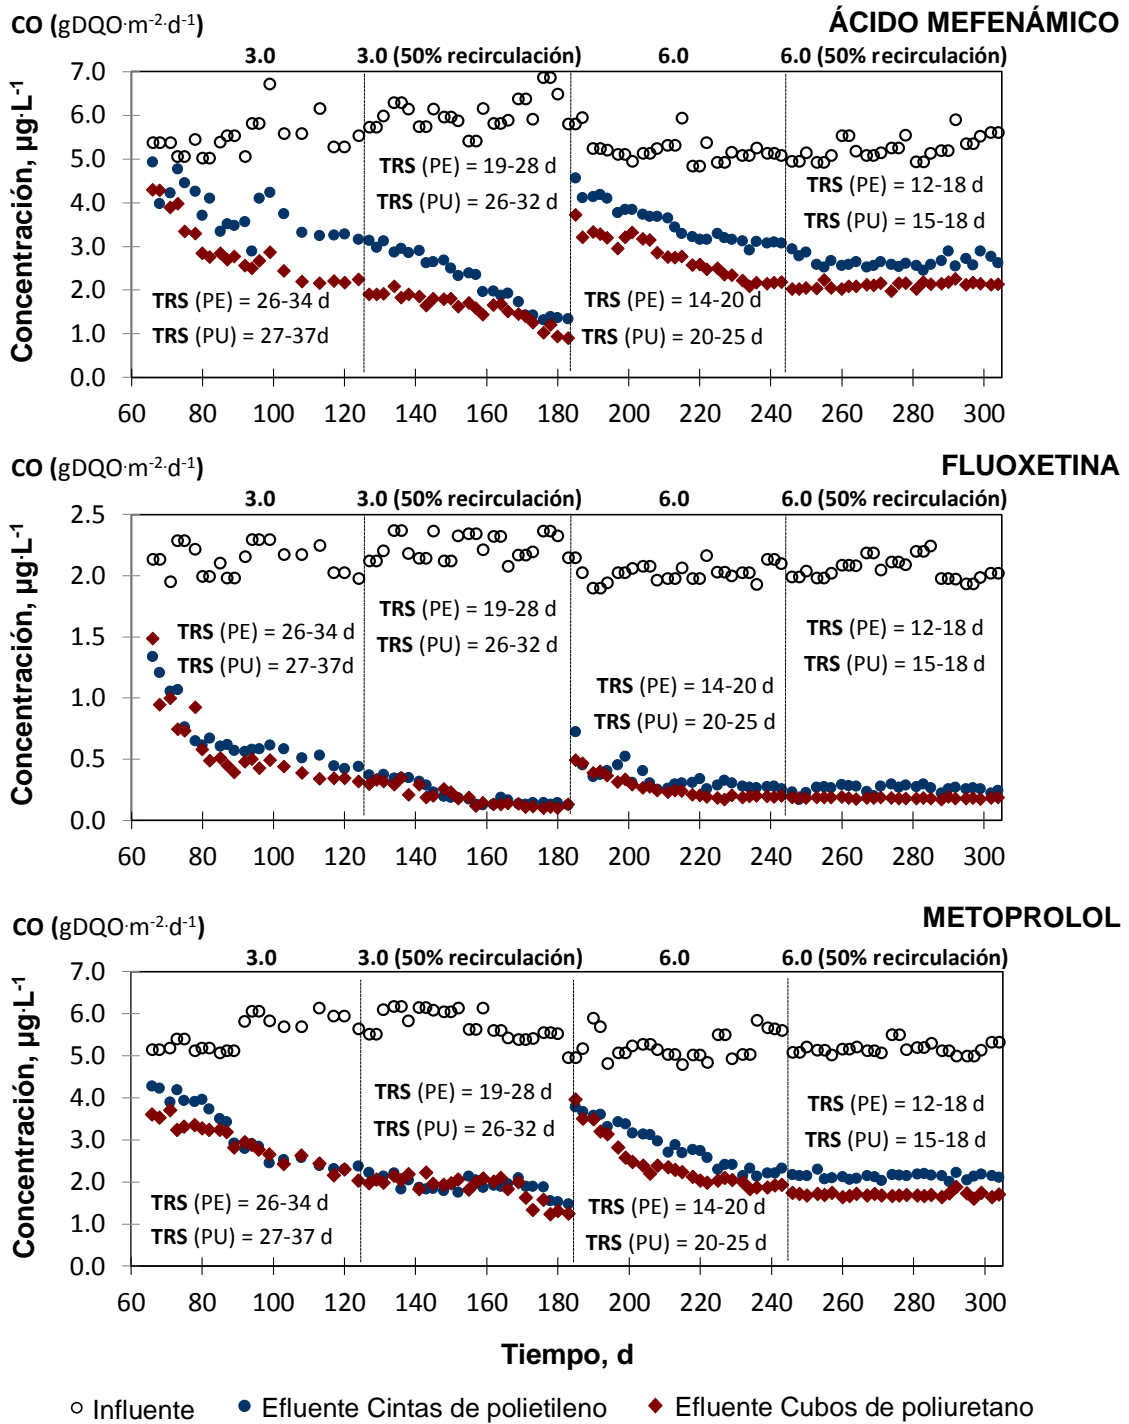 CO (gDQO·m-2·d-1) ÁCIDO MEFENÁMICO
3.0 3.0 (50% recirculación) 6.0 6.0 (50% recirculación)
Concentración, µg·L-1
7.0
6.0
5.0
4.0
3.0
2.0
1.0
0.0
TRS (PE) = 26-34 d
TRS (PU) = 27-37d
TRS (PE) = 19-28 d
TRS (PU) = 26-32 d
TRS (PE) = 14-20 d
TRS (PU) = 20-25 d
TRS (PE) = 12-18 d
TRS (PU) = 15-18 d
60 80 100 120 140 160 180 200 220 240 260 280 300
CO (gDQO·m-2·d-1) FLUOXETINA
3.0 3.0 (50% recirculación) 6.0 6.0 (50% recirculación)
Concentración, µg·L-1
2.5
2.0
1.5
1.0
0.5
0.0
TRS (PE) = 26-34 d
TRS (PU) = 27-37d
TRS (PE) = 19-28 d
TRS (PU) = 26-32 d
TRS (PE) = 14-20 d
TRS (PU) = 20-25 d
TRS (PE) = 12-18 d
TRS (PU) = 15-18 d
60 80 100 120 140 160 180 200 220 240 260 280 300
CO (gDQO·m-2·d-1) METOPROLOL
3.0 3.0 (50% recirculación) 6.0 6.0 (50% recirculación)
Concentración, µg·L-1
7.0
6.0
5.0
4.0
3.0
2.0
1.0
0.0
TRS (PE) = 26-34 d
TRS (PU) = 27-37 d
TRS (PE) = 19-28 d
TRS (PU) = 26-32 d
TRS (PE) = 14-20 d
TRS (PU) = 20-25 d
TRS (PE) = 12-18 d
TRS (PU) = 15-18 d
60 80 100 120 140 160 180 200 220 240 260 280 300
Tiempo, d
Influente Efluente Cintas de polietileno Efluente Cubos de poliuretano